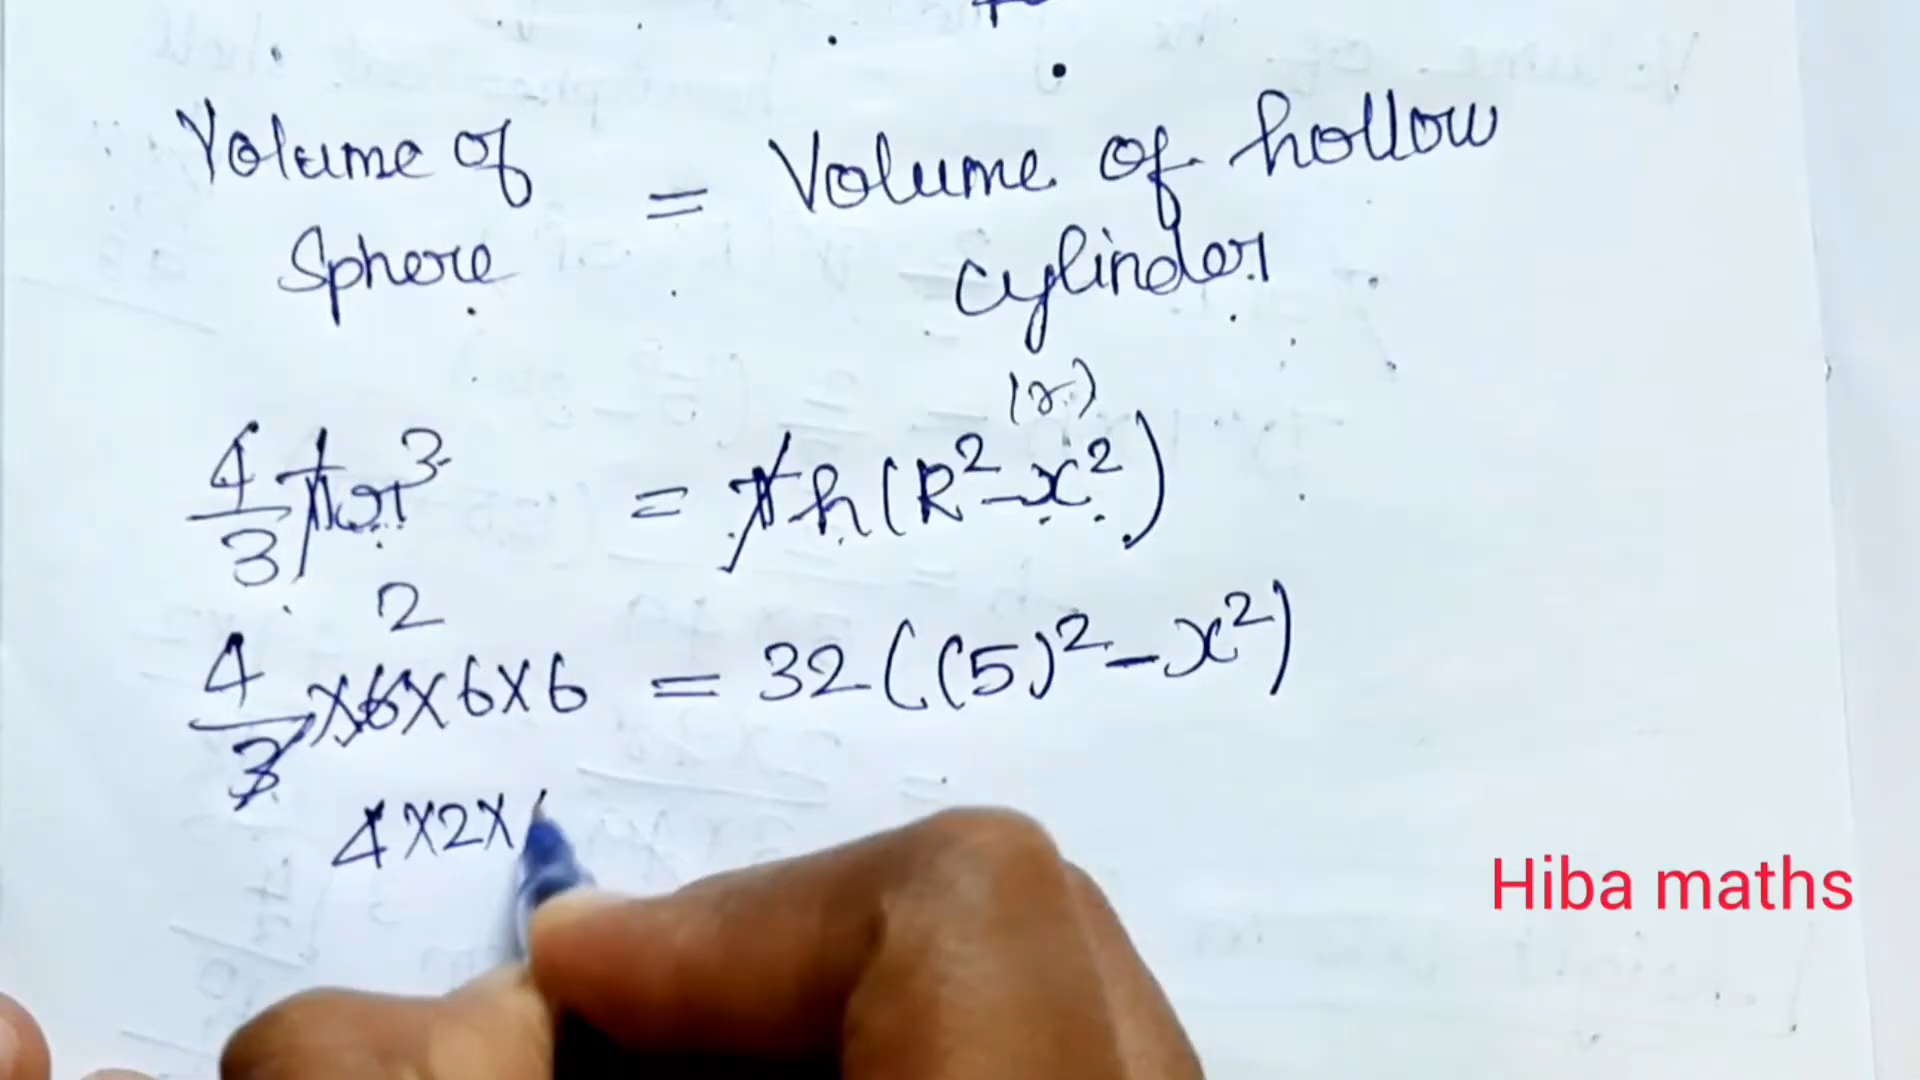 Volume of = Volume of hollow
Sphere cylinder
(r)
4/3 πr³ = πh(R²-x²)
2
4/3 ×6×6×6 = 32((5)²-x²)
4×2×
Hiba maths